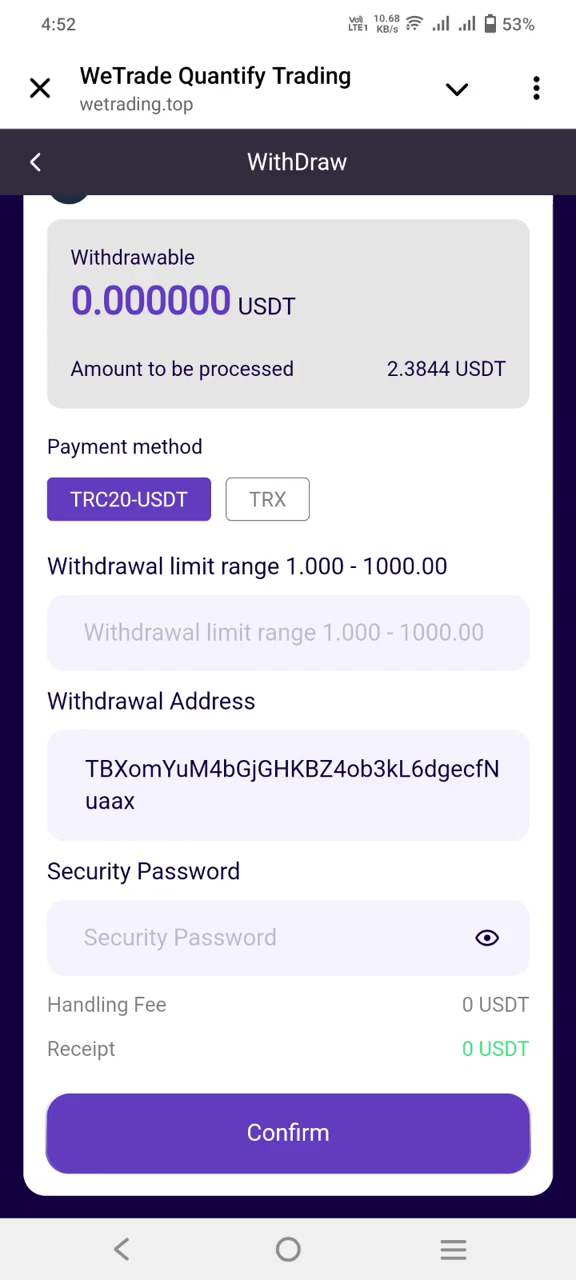 4:52
Vo)) LTE1 10.68 KB/s 53%
WeTrade Quantify Trading
wetrading.top
WithDraw
Withdrawable
0.000000 USDT
Amount to be processed 2.3844 USDT
Payment method
TRC20-USDT TRX
Withdrawal limit range 1.000 - 1000.00
Withdrawal limit range 1.000 - 1000.00
Withdrawal Address
TBXomYuM4bGjGHKBZ4ob3kL6dgecfN
uaax
Security Password
Security Password
Handling Fee 0 USDT
Receipt 0 USDT
Confirm